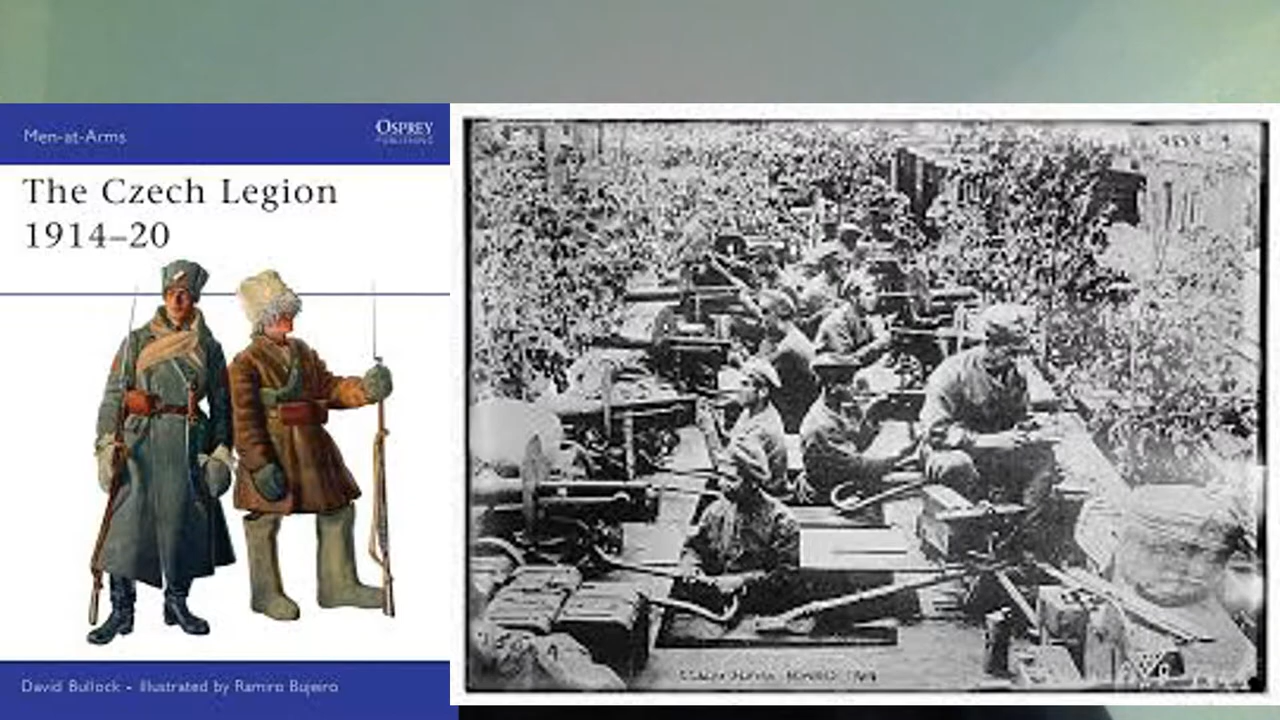 Men-at-Arms
OSPREY
PUBLISHING
The Czech Legion
1914–20
David Bullock • Illustrated by Ramiro Bujeiro